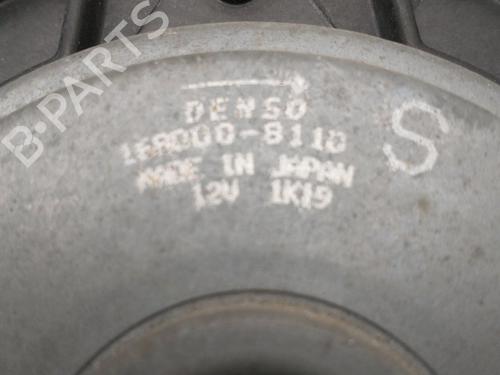 B-PARTS
DENSO
168000-8110
S
MADE IN JAPAN
12V 1K19